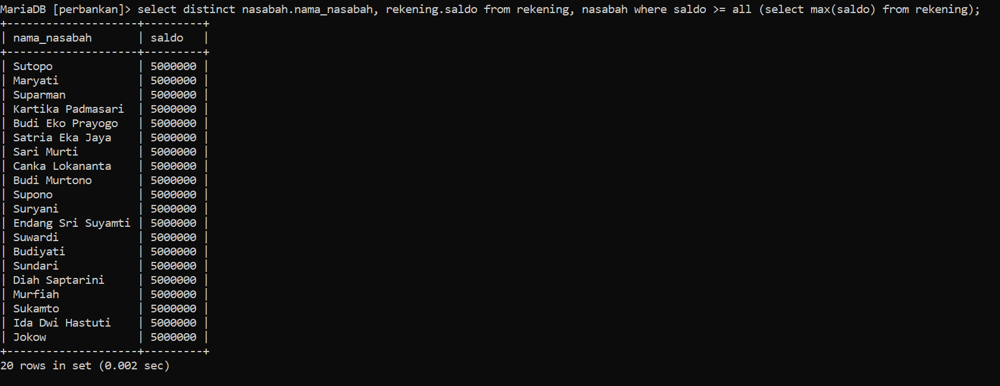 MariaDB [perbankan]> select distinct nasabah.nama_nasabah, rekening.saldo from rekening, nasabah where saldo >= all (select max(saldo) from rekening);
+--------------------+---------+
| nama_nasabah       | saldo   |
+--------------------+---------+
| Sutopo             | 5000000 |
| Maryati            | 5000000 |
| Suparman           | 5000000 |
| Kartika Padmasari  | 5000000 |
| Budi Eko Prayogo   | 5000000 |
| Satria Eka Jaya    | 5000000 |
| Sari Murti         | 5000000 |
| Canka Lokananta    | 5000000 |
| Budi Murtono       | 5000000 |
| Supono             | 5000000 |
| Suryani            | 5000000 |
| Endang Sri Suyamti | 5000000 |
| Suwardi            | 5000000 |
| Budiyati           | 5000000 |
| Sundari            | 5000000 |
| Diah Saptarini     | 5000000 |
| Murfiah            | 5000000 |
| Sukamto            | 5000000 |
| Ida Dwi Hastuti    | 5000000 |
| Jokow              | 5000000 |
+--------------------+---------+
20 rows in set (0.002 sec)